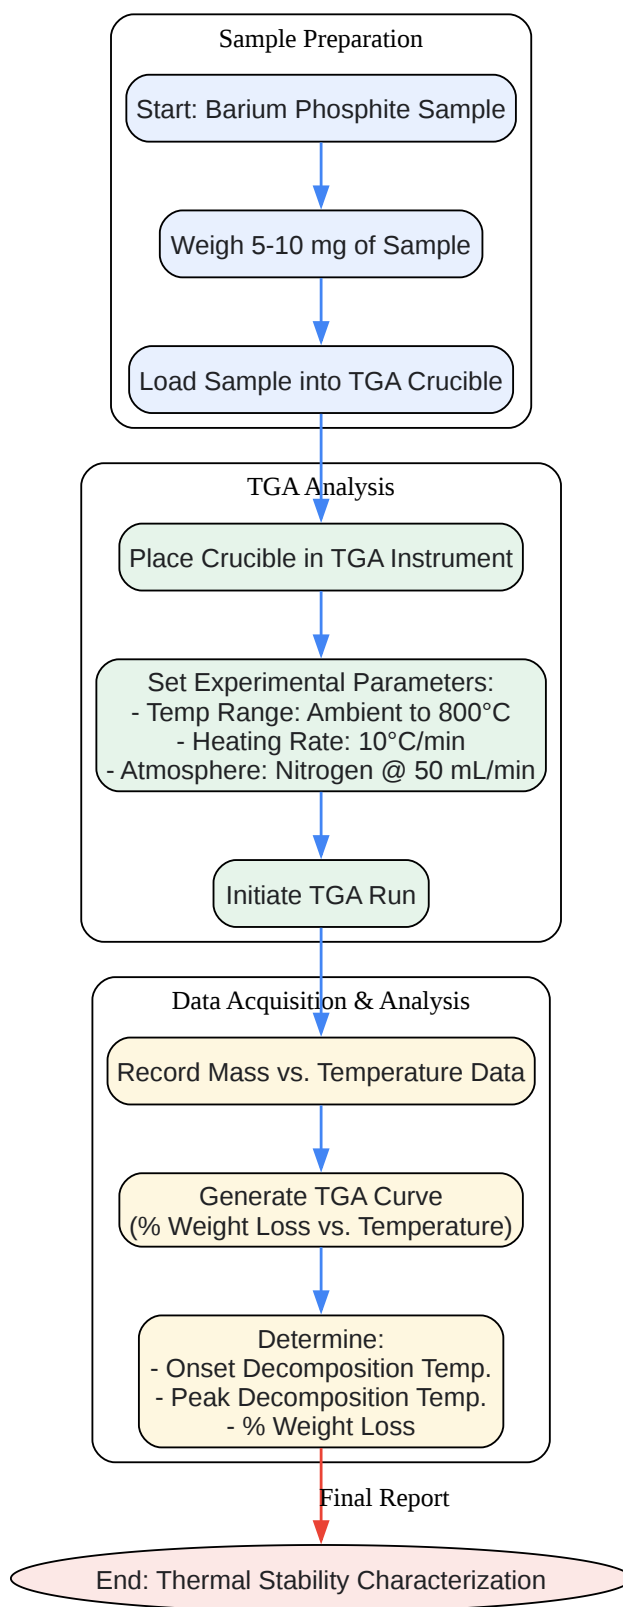 Sample Preparation
Start: Barium Phosphite Sample
Weigh 5-10 mg of Sample
Load Sample into TGA Crucible
TGA Analysis
Place Crucible in TGA Instrument
Set Experimental Parameters:
- Temp Range: Ambient to 800°C
- Heating Rate: 10°C/min
- Atmosphere: Nitrogen @ 50 mL/min
Initiate TGA Run
Data Acquisition & Analysis
Record Mass vs. Temperature Data
Generate TGA Curve
(% Weight Loss vs. Temperature)
Determine:
- Onset Decomposition Temp.
- Peak Decomposition Temp.
- % Weight Loss
Final Report
End: Thermal Stability Characterization